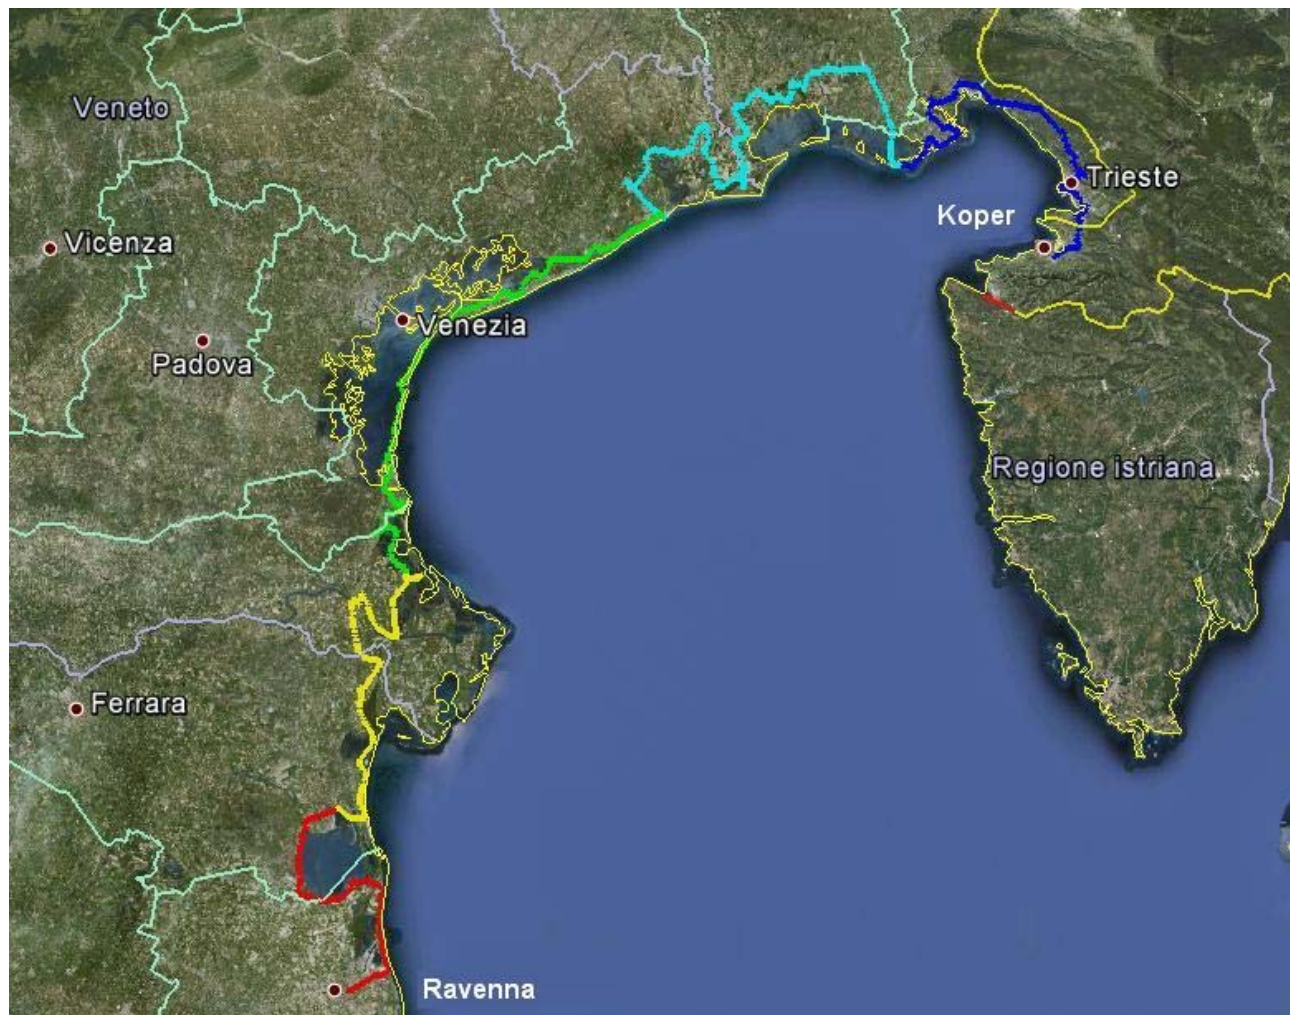 Veneto
Trieste
Koper
Vicenza
Venezia
Padova
Regione istriana
Ferrara
Ravenna